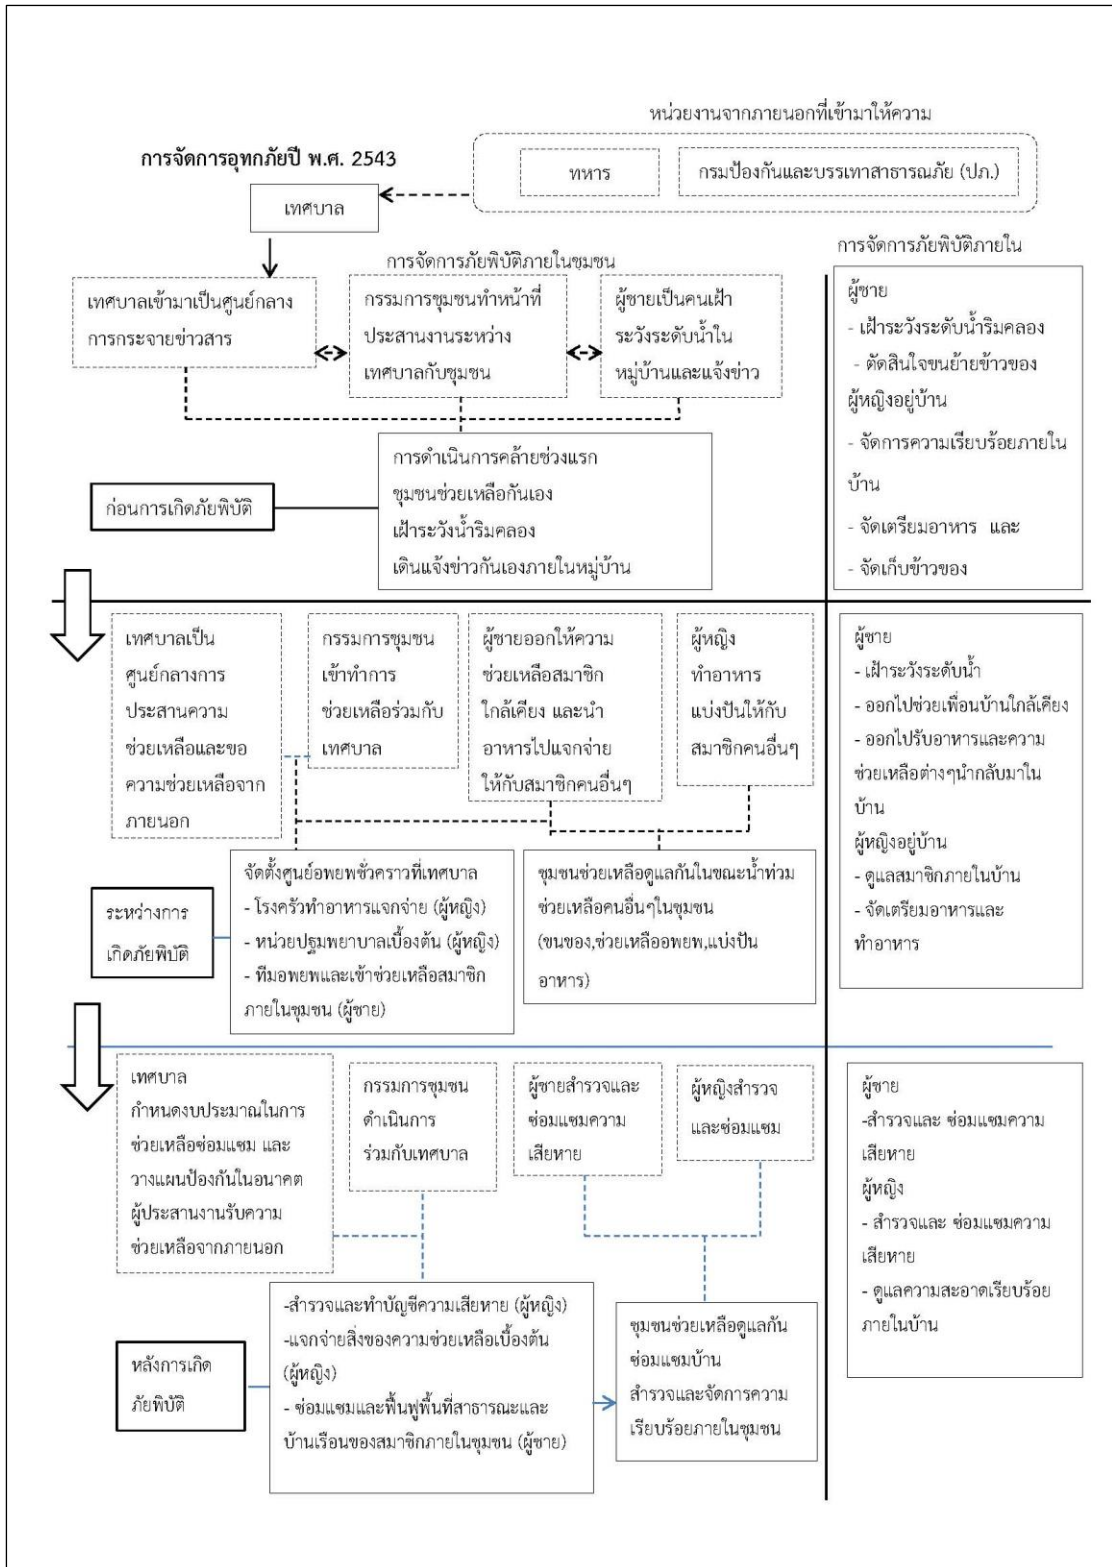 หน่วยงานจากภายนอกที่เข้ามาให้ความ
การจัดการอุทกภัยปี พ.ศ. 2543
ทหาร
กรมป้องกันและบรรเทาสาธารณภัย (ปภ.)
เทศบาล
การจัดการภัยพิบัติภายในชุมชน
การจัดการภัยพิบัติภายใน
เทศบาลเข้ามาเป็นศูนย์กลาง
การกระจายข่าวสาร
กรรมการชุมชนทำหน้าที่
ประสานงานระหว่าง
เทศบาลกับชุมชน
ผู้ชายเป็นคนเฝ้า
ระวังระดับน้ำใน
หมู่บ้านและแจ้งข่าว
ผู้ชาย
- เฝ้าระวังระดับน้ำริมคลอง
- ตัดสินใจขนย้ายข้าวของ
ผู้หญิงอยู่บ้าน
- จัดการความเรียบร้อยภายใน
บ้าน
- จัดเตรียมอาหาร และ
- จัดเก็บข้าวของ
ก่อนการเกิดภัยพิบัติ
การดำเนินการคล้ายช่วงแรก
ชุมชนช่วยเหลือกันเอง
เฝ้าระวังน้ำริมคลอง
เดินแจ้งข่าวกันเองภายในหมู่บ้าน
เทศบาลเป็น
ศูนย์กลางการ
ประสานความ
ช่วยเหลือและขอ
ความช่วยเหลือจาก
ภายนอก
กรรมการชุมชน
เข้าทำการ
ช่วยเหลือร่วมกับ
เทศบาล
ผู้ชายออกให้ความ
ช่วยเหลือสมาชิก
ใกล้เคียง และนำ
อาหารไปแจกจ่าย
ให้กับสมาชิกคนอื่นๆ
ผู้หญิง
ทำอาหาร
แบ่งปันให้กับ
สมาชิกคนอื่นๆ
ผู้ชาย
- เฝ้าระวังระดับน้ำ
-ออกไปช่วยเพื่อนบ้านใกล้เคียง
-ออกไปรับอาหารและความ
ช่วยเหลือต่างๆนำกลับมาใน
บ้าน
ผู้หญิงอยู่บ้าน
- ดูแลสมาชิกภายในบ้าน
- จัดเตรียมอาหารและ
ทำอาหาร
ระหว่างการ
เกิดภัยพิบัติ
จัดตั้งศูนย์อพยพชั่วคราวที่เทศบาล
- โรงครัวทำอาหารแจกจ่าย (ผู้หญิง)
- หน่วยปฐมพยาบาลเบื้องต้น (ผู้หญิง)
- ทีมอพยพและเข้าช่วยเหลือสมาชิก
ภายในชุมชน (ผู้ชาย)
ชุมชนช่วยเหลือดูแลกันในขณะน้ำท่วม
ช่วยเหลือคนอื่นๆในชุมชน
(ขนของ,ช่วยเหลืออพยพ,แบ่งปัน
อาหาร)
เทศบาล
กำหนดงบประมาณในการ
ช่วยเหลือซ่อมแซม และ
วางแผนป้องกันในอนาคต
ผู้ประสานงานรับความ
ช่วยเหลือจากภายนอก
กรรมการชุมชน
ดำเนินการ
ร่วมกับเทศบาล
ผู้ชายสำรวจและ
ซ่อมแซมความ
เสียหาย
ผู้หญิงสำรวจ
และซ่อมแซม
ผู้ชาย
-สำรวจและ ซ่อมแซมความ
เสียหาย
ผู้หญิง
- สำรวจและ ซ่อมแซมความ
เสียหาย
- ดูแลความสะอาดเรียบร้อย
ภายในบ้าน
หลังการเกิด
ภัยพิบัติ
-สำรวจและทำบัญชีความเสียหาย (ผู้หญิง)
-แจกจ่ายสิ่งของความช่วยเหลือเบื้องต้น
(ผู้หญิง)
- ซ่อมแซมและฟื้นฟูพื้นที่สาธารณะและ
บ้านเรือนของสมาชิกภายในชุมชน (ผู้ชาย)
ชุมชนช่วยเหลือดูแลกัน
ซ่อมแซมบ้าน
สำรวจและจัดการความ
เรียบร้อยภายในชุมชน